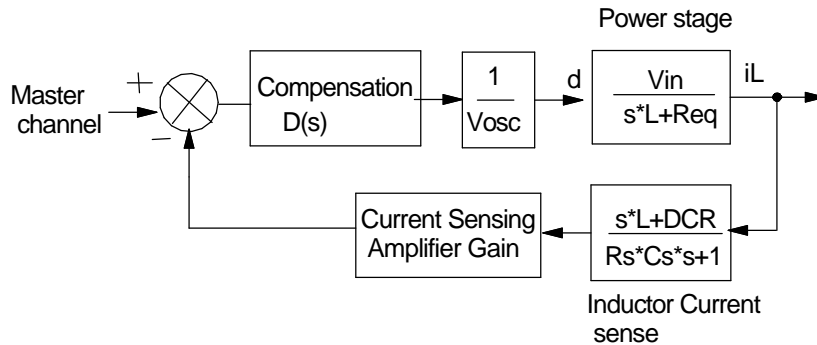 Power stage
+
Master
channel
−
Compensation
D(s)
1
Vosc
d
Vin
s*L+Req
iL
Current Sensing
Amplifier Gain
s*L+DCR
Rs*Cs*s+1
Inductor Current
sense